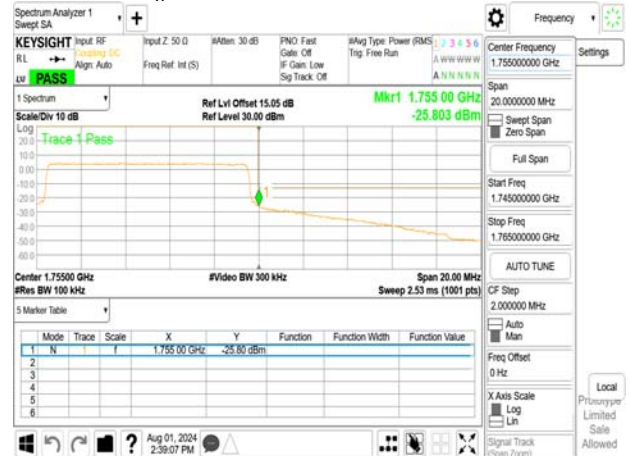 Spectrum Analyzer 1
Swept SA
+
Frequency
KEYSIGHT
RL
LW
PASS
Input: RF
Coupling: DC
Align: Auto
Input Z: 50 Ω
Freq Ref: Int (S)
#Atten: 30 dB
PNO: Fast
Gate: Off
IF Gain: Low
Sig Track: Off
#Avg Type: Power (RMS
Trig: Free Run
1 2 3 4 5 6
A W W W W W
A N N N N N
1 Spectrum
Scale/Div 10 dB
Ref Lvl Offset 15.05 dB
Ref Level 30.00 dBm
Mkr1 1.755 00 GHz
-25.803 dBm
Log
Trace 1 Pass
20.0
10.0
0.00
-10.0
-20.0
-30.0
-40.0
-50.0
-60.0
1
Center 1.75500 GHz
#Video BW 300 kHz
Span 20.00 MHz
#Res BW 100 kHz
Sweep 2.53 ms (1001 pts)
5 Marker Table
Mode Trace Scale X Y Function Function Width Function Value
1 N 1 f 1.755 00 GHz -25.80 dBm
2
3
4
5
6
Aug 01, 2024
2:39:07 PM
Center Frequency
1.755000000 GHz
Settings
Span
20.0000000 MHz
Swept Span
Zero Span
Full Span
Start Freq
1.745000000 GHz
Stop Freq
1.765000000 GHz
AUTO TUNE
CF Step
2.000000 MHz
Auto
Man
Freq Offset
0 Hz
X Axis Scale
Log
Lin
Signal Track
(Span Zoom)
Local
Prototype
Limited
Sale
Allowed